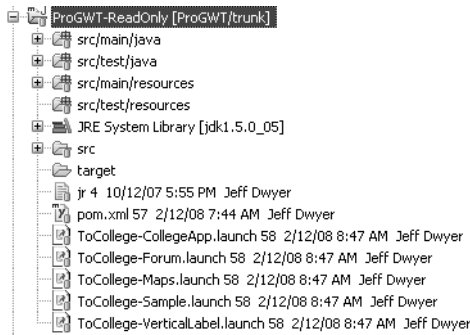 ProGWT-ReadOnly [ProGWT/trunk]
src/main/java
src/test/java
src/main/resources
src/test/resources
JRE System Library [jdk1.5.0_05]
src
target
jr 4 10/12/07 5:55 PM Jeff Dwyer
pom.xml 57 2/12/08 7:44 AM Jeff Dwyer
ToCollege-CollegeApp.launch 58 2/12/08 8:47 AM Jeff Dwyer
ToCollege-Forum.launch 58 2/12/08 8:47 AM Jeff Dwyer
ToCollege-Maps.launch 58 2/12/08 8:47 AM Jeff Dwyer
ToCollege-Sample.launch 58 2/12/08 8:47 AM Jeff Dwyer
ToCollege-VerticalLabel.launch 58 2/12/08 8:47 AM Jeff Dwyer